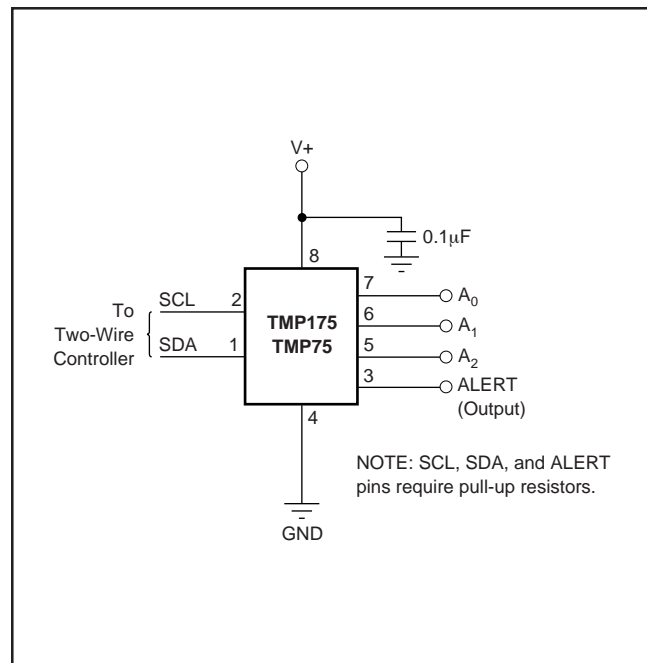 V+
0.1μF
8
7
A0
6
A1
5
A2
3
ALERT
(Output)
To
Two-Wire
Controller
SCL
2
SDA
1
TMP175
TMP75
4
GND
NOTE: SCL, SDA, and ALERT
pins require pull-up resistors.